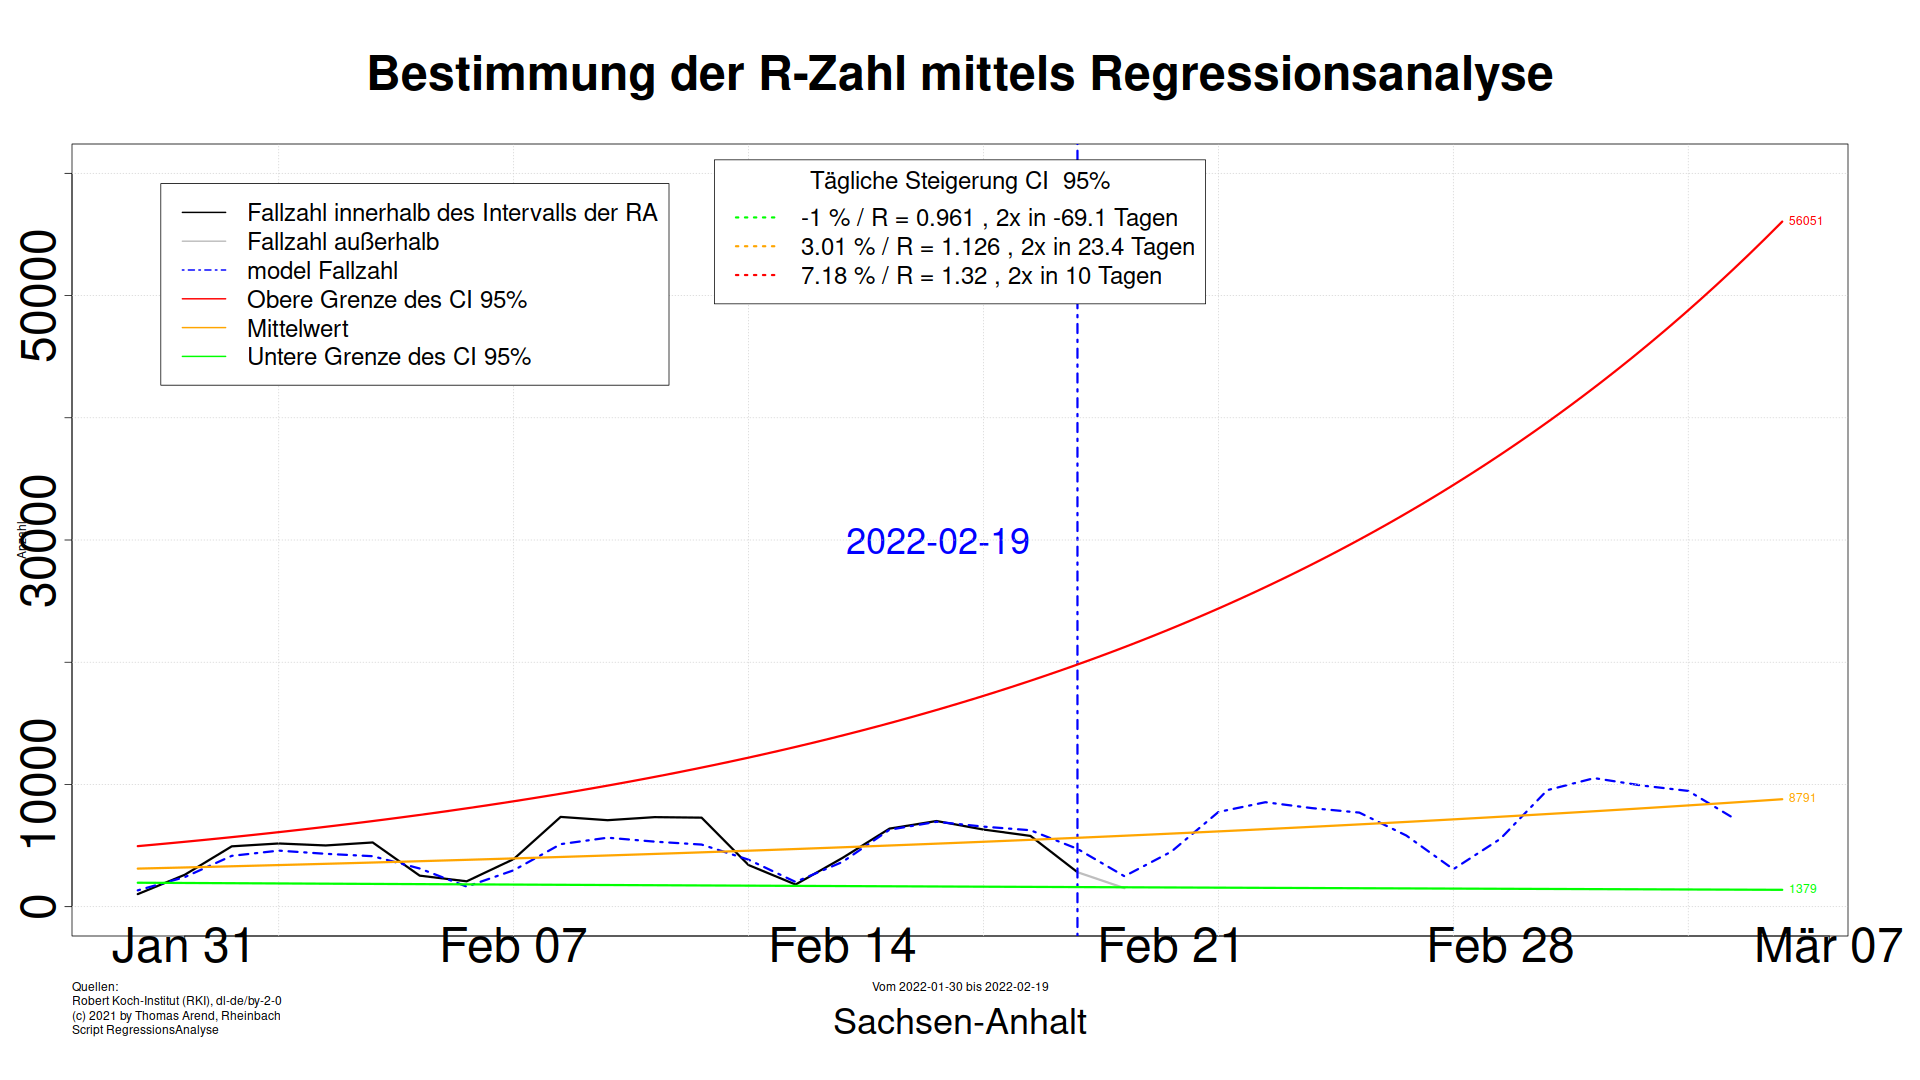 Bestimmung der R-Zahl mittels Regressionsanalyse
Fallzahl innerhalb des Intervalls der RA
Fallzahl außerhalb
model Fallzahl
Obere Grenze des CI 95%
Mittelwert
Untere Grenze des CI 95%
Tägliche Steigerung CI 95%
-1 % / R = 0.961 , 2x in -69.1 Tagen
3.01 % / R = 1.126 , 2x in 23.4 Tagen
7.18 % / R = 1.32 , 2x in 10 Tagen
56051
50000
2022-02-19
30000
Anzahl
10000
8791
1379
0
Jan 31
Feb 07
Feb 14
Feb 21
Feb 28
Mär 07
Quellen:
Robert Koch-Institut (RKI), dl-de/by-2-0
(c) 2021 by Thomas Arend, Rheinbach
Script RegressionsAnalyse
Vom 2022-01-30 bis 2022-02-19
Sachsen-Anhalt